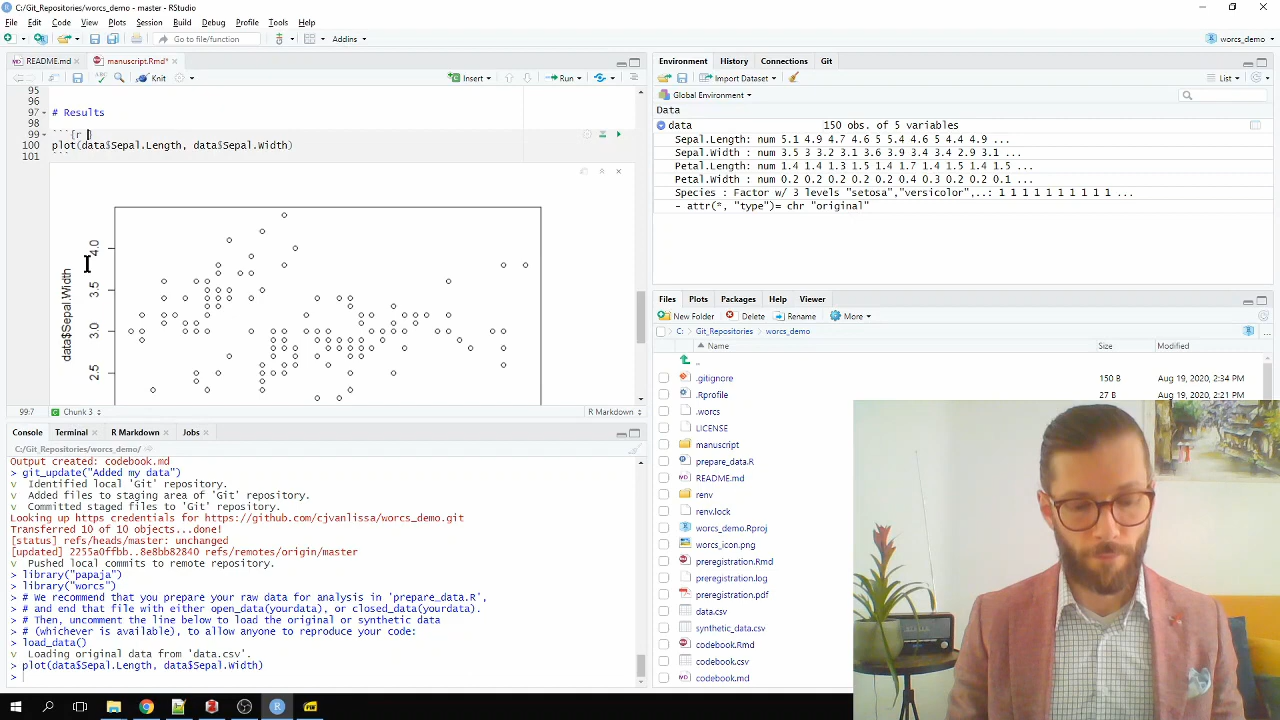 C:/Git_Repositories/worcs_demo - master - RStudio
File Edit Code View Plots Session Build Debug Profile Tools Help
Go to file/function Addins worcs_demo
README.md manuscript.Rmd*
Knit Insert Run
95
96
97 # Results
98
99 ```{r }
100 plot(data$Sepal.Length, data$Sepal.Width)
101 ```
data$Sepal.Width
4.0
3.5
3.0
2.5
99:7 Chunk 3 R Markdown
Console Terminal R Markdown Jobs
C:/Git_Repositories/worcs_demo/
Output created: codebook.md
> git_update("Added my data")
v Identified local 'Git' repository.
v Added files to staging area of 'Git' repository.
v Committed staged files to 'Git' repository.
Looking up https credentials for https://github.com/cjvanlissa/worcs_demo.git
Transferred 10 of 10 objects...done!
[status] refs/heads/master: unchanged
[updated] 2255a0ffbb..8e8bb82840 refs/remotes/origin/master
v Pushed local commits to remote repository.
> library("papaja")
> library("worcs")
> # We recommend that you prepare your raw data for analysis in 'prepare_data.R',
> # and end that file with either open_data(yourdata), or closed_data(yourdata).
> # Then, uncomment the line below to load the original or synthetic data
> # (whichever is available), to allow anyone to reproduce your code:
> load_data()
v Loading original data from 'data.csv'.
> plot(data$Sepal.Length, data$Sepal.Width)
>
Environment History Connections Git
Import Dataset List
Global Environment
Data
data 150 obs. of 5 variables
Sepal.Length: num 5.1 4.9 4.7 4.6 5 5.4 4.6 5 4.4 4.9 ...
Sepal.Width : num 3.5 3 3.2 3.1 3.6 3.9 3.4 3.4 2.9 3.1 ...
Petal.Length: num 1.4 1.4 1.3 1.5 1.4 1.7 1.4 1.5 1.4 1.5 ...
Petal.Width : num 0.2 0.2 0.2 0.2 0.2 0.4 0.3 0.2 0.2 0.1 ...
Species : Factor w/ 3 levels "setosa","versicolor",..: 1 1 1 1 1 1 1 1 1 1 ...
- attr(*, "type")= chr "original"
Files Plots Packages Help Viewer
New Folder Delete Rename More
C: Git_Repositories worcs_demo
Name Size Modified
..
.gitignore 150 B Aug 19, 2020, 2:34 PM
.Rprofile 27 B Aug 19, 2020, 2:21 PM
.worcs
LICENSE
manuscript
prepare_data.R
README.md
renv
renv.lock
worcs_demo.Rproj
worcs_icon.png
preregistration.Rmd
preregistration.log
preregistration.pdf
data.csv
synthetic_data.csv
codebook.Rmd
codebook.csv
codebook.md